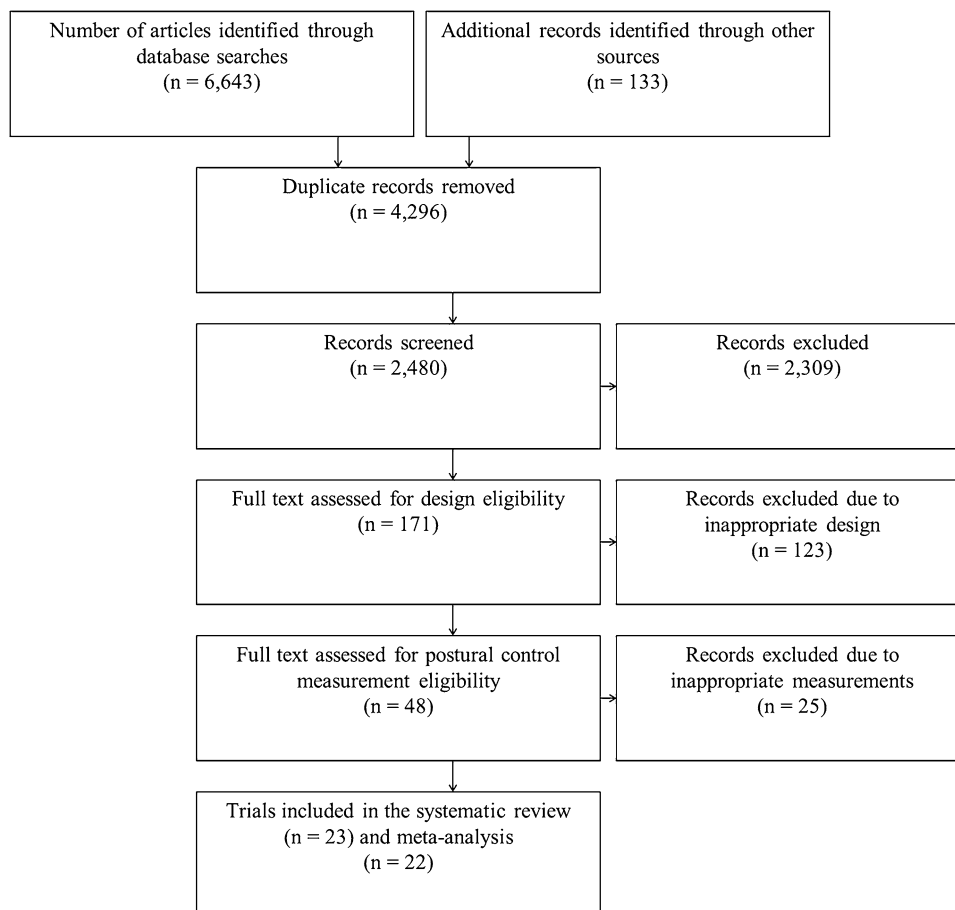 Number of articles identified through
database searches
(n = 6,643)
Additional records identified through other
sources
(n = 133)
Duplicate records removed
(n = 4,296)
Records screened
(n = 2,480)
Records excluded
(n = 2,309)
Full text assessed for design eligibility
(n = 171)
Records excluded due to
inappropriate design
(n = 123)
Full text assessed for postural control
measurement eligibility
(n = 48)
Records excluded due to
inappropriate measurements
(n = 25)
Trials included in the systematic review
(n = 23) and meta-analysis
(n = 22)